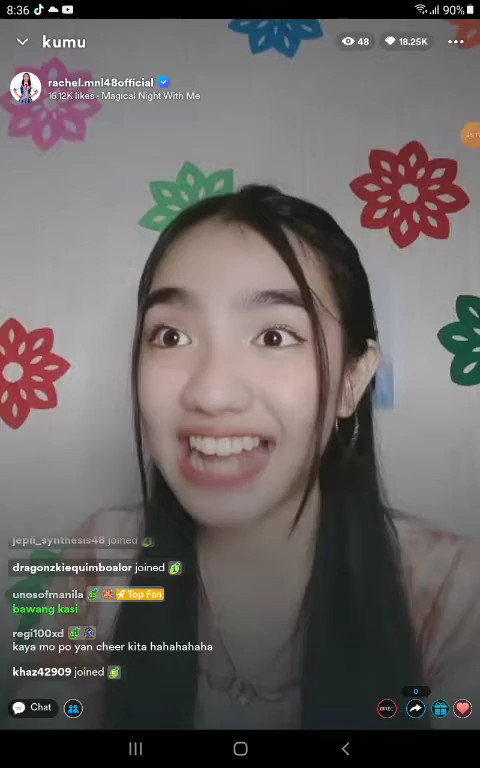 8:36
90%
kumu
48
18.25K
rachel.mnl48official
16.12K likes · Magical Night With Me
jepii_synthesis48 joined
dragonzkiequimboalor joined
unosofmanila Top Fan
bawang kasi
regi100xd
kaya mo po yan cheer kita hahahahaha
khaz42909 joined
0
Chat